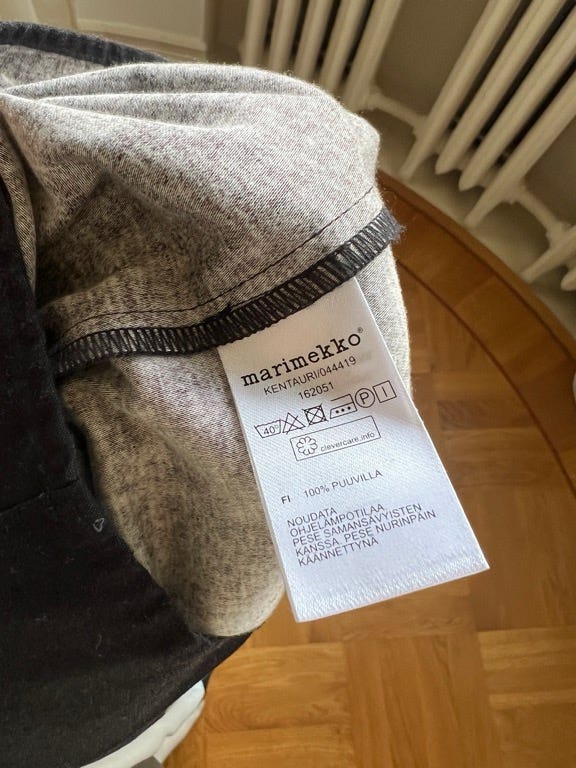 marimekko®
KENTAURI/044419
162051
40° P
clevercare.info
FI 100% PUUVILLA
NOUDATA
OHJELÄMPÖTILAA.
PESE SAMANSÄVYISTEN
KANSSA. PESE NURINPÄIN
KÄÄNNETTYNÄ